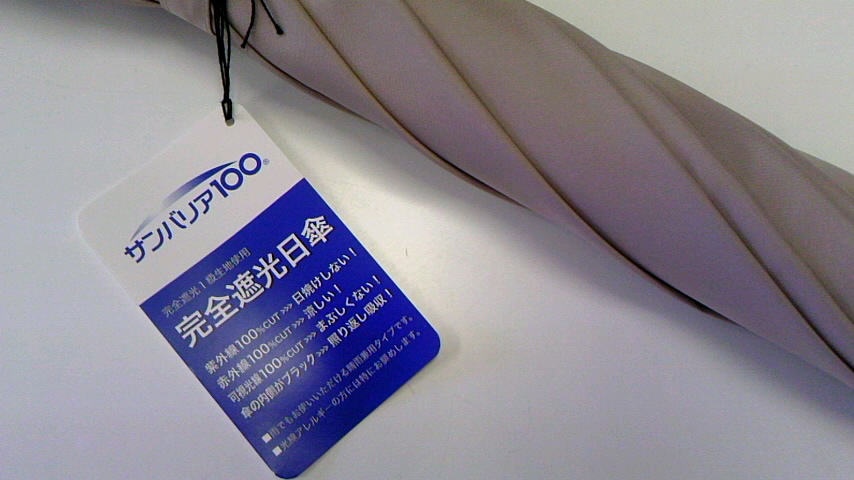 サンバリア100®
完全遮光1級生地使用
完全遮光日傘
紫外線100%CUT>>>日焼けしない!
赤外線100%CUT>>>涼しい!
可視光線100%CUT>>>まぶしくない!
傘の内側がブラック>>>照り返し吸収!
■雨でもお使いいただける晴雨兼用タイプです。
■光線アレルギーの方には特にお奨めします。